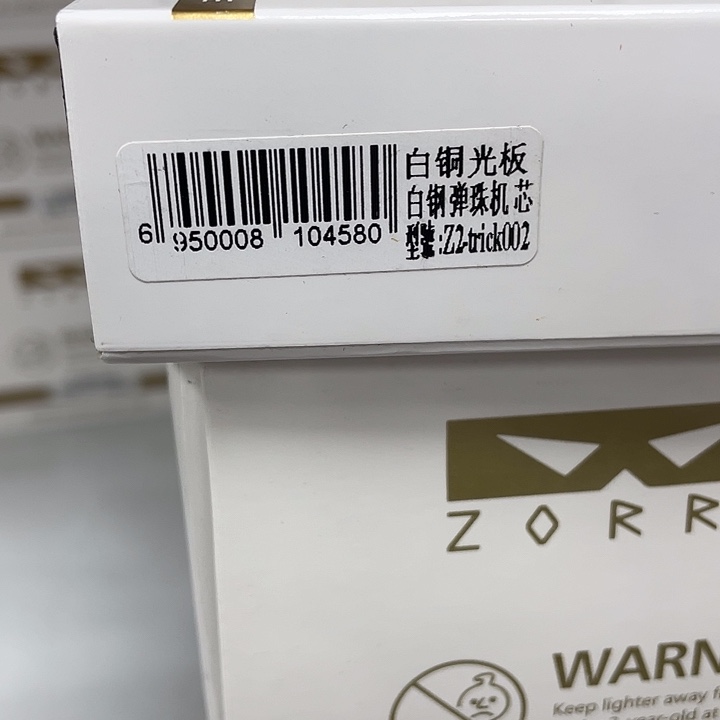 白铜光板
白钢弹珠机芯
型号:Z2-trick002
6 950008 104580
ZORR
WARN
Keep lighter away f